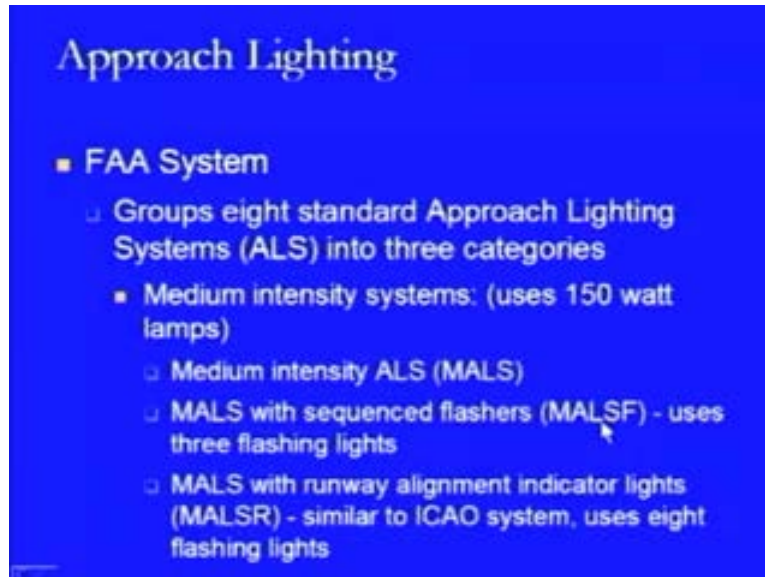 Approach Lighting
FAA System
Groups eight standard Approach Lighting
Systems (ALS) into three categories
Medium intensity systems: (uses 150 watt
lamps)
Medium intensity ALS (MALS)
MALS with sequenced flashers (MALSF) - uses
three flashing lights
MALS with runway alignment indicator lights
(MALSR) - similar to ICAO system, uses eight
flashing lights